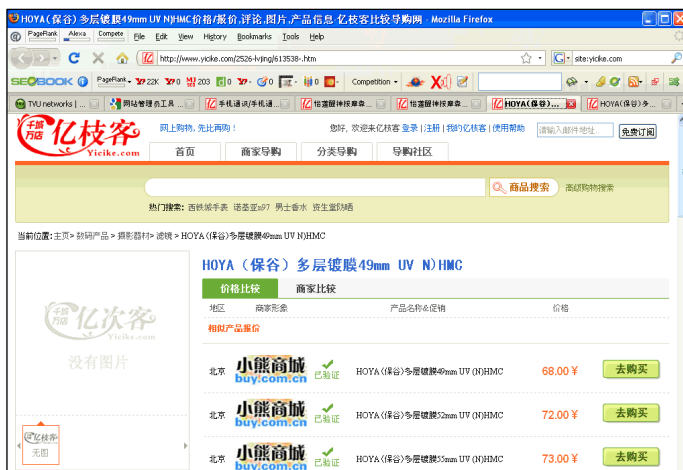 HOYA(保谷) 多层镀膜49mm UV N)HMC价格/报价,评论,图片,产品信息-亿枝客比较导购网 - Mozilla Firefox
PageRank Alexa Compete File Edit View History Bookmarks Tools Help
http://www.yicike.com/2526-lvjing/613538-.htm site:yicike.com
SEOBOOK PageRank 22K 0 203 0 0 0 Competition
TVU networks | ... 网站管理员工具 ... 手机通讯/手机通... HOYA(保谷)... HOYA(保谷)多...
千城万店 亿枝客 Yicike.com
网上购物,先比再购! 您好, 欢迎来亿枝客 登录 | 注册 | 我的亿枝客 | 使用帮助 请输入邮件地址.. 免费订阅
首页 商家导购 分类导购 导购社区
商品搜索 高级购物搜索
热门搜索: 西铁城手表 诺基亚n97 男士香水 资生堂防晒
当前位置:主页> 数码产品 > 摄影器材> 滤镜 > HOYA(保谷)多层镀膜49mm UV N)HMC
HOYA(保谷) 多层镀膜49mm UV N)HMC
价格比较 商家比较
地区 商家形象 产品名称&促销 价格
相似产品报价
千城万店 亿次客 Yicike.com
没有图片
北京 小熊商城 buy.com.cn 已验证 HOYA(保谷)多层镀膜49mm UV (N)HMC 68.00 ¥ 去购买
北京 小熊商城 buy.com.cn 已验证 HOYA(保谷)多层镀膜52mm UV (N)HMC 72.00 ¥ 去购买
亿枝客
无图
北京 小熊商城 buy.com.cn 已验证 HOYA(保谷)多层镀膜55mm UV (N)HMC 73.00 ¥ 去购买